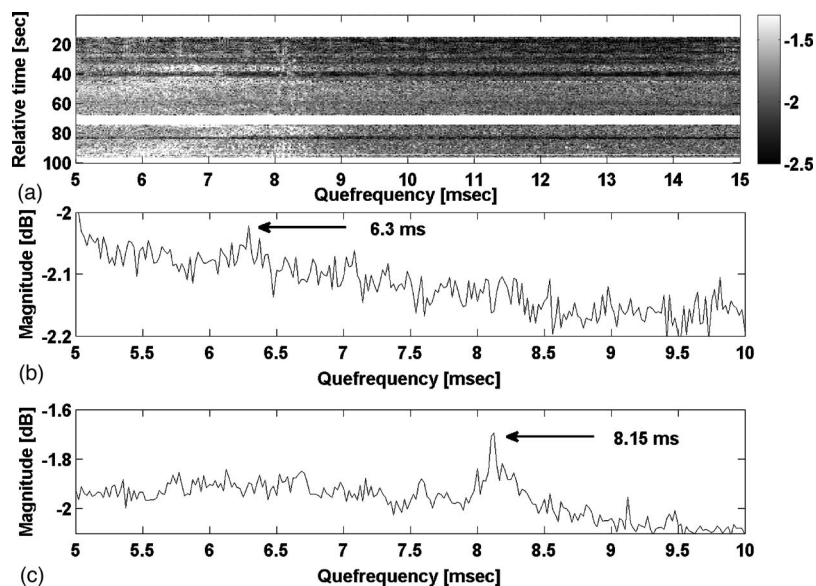 20
40
60
80
100
Relative time [sec]
5 6 7 8 9 10 11 12 13 14 15
Quefrequency [msec]
(a)
-1.5
-2
-2.5
-2
-2.1
-2.2
Magnitude [dB]
6.3 ms
5 5.5 6 6.5 7 7.5 8 8.5 9 9.5 10
Quefrequency [msec]
(b)
-1.6
-1.8
-2
Magnitude [dB]
8.15 ms
5 5.5 6 6.5 7 7.5 8 8.5 9 9.5 10
Quefrequency [msec]
(c)